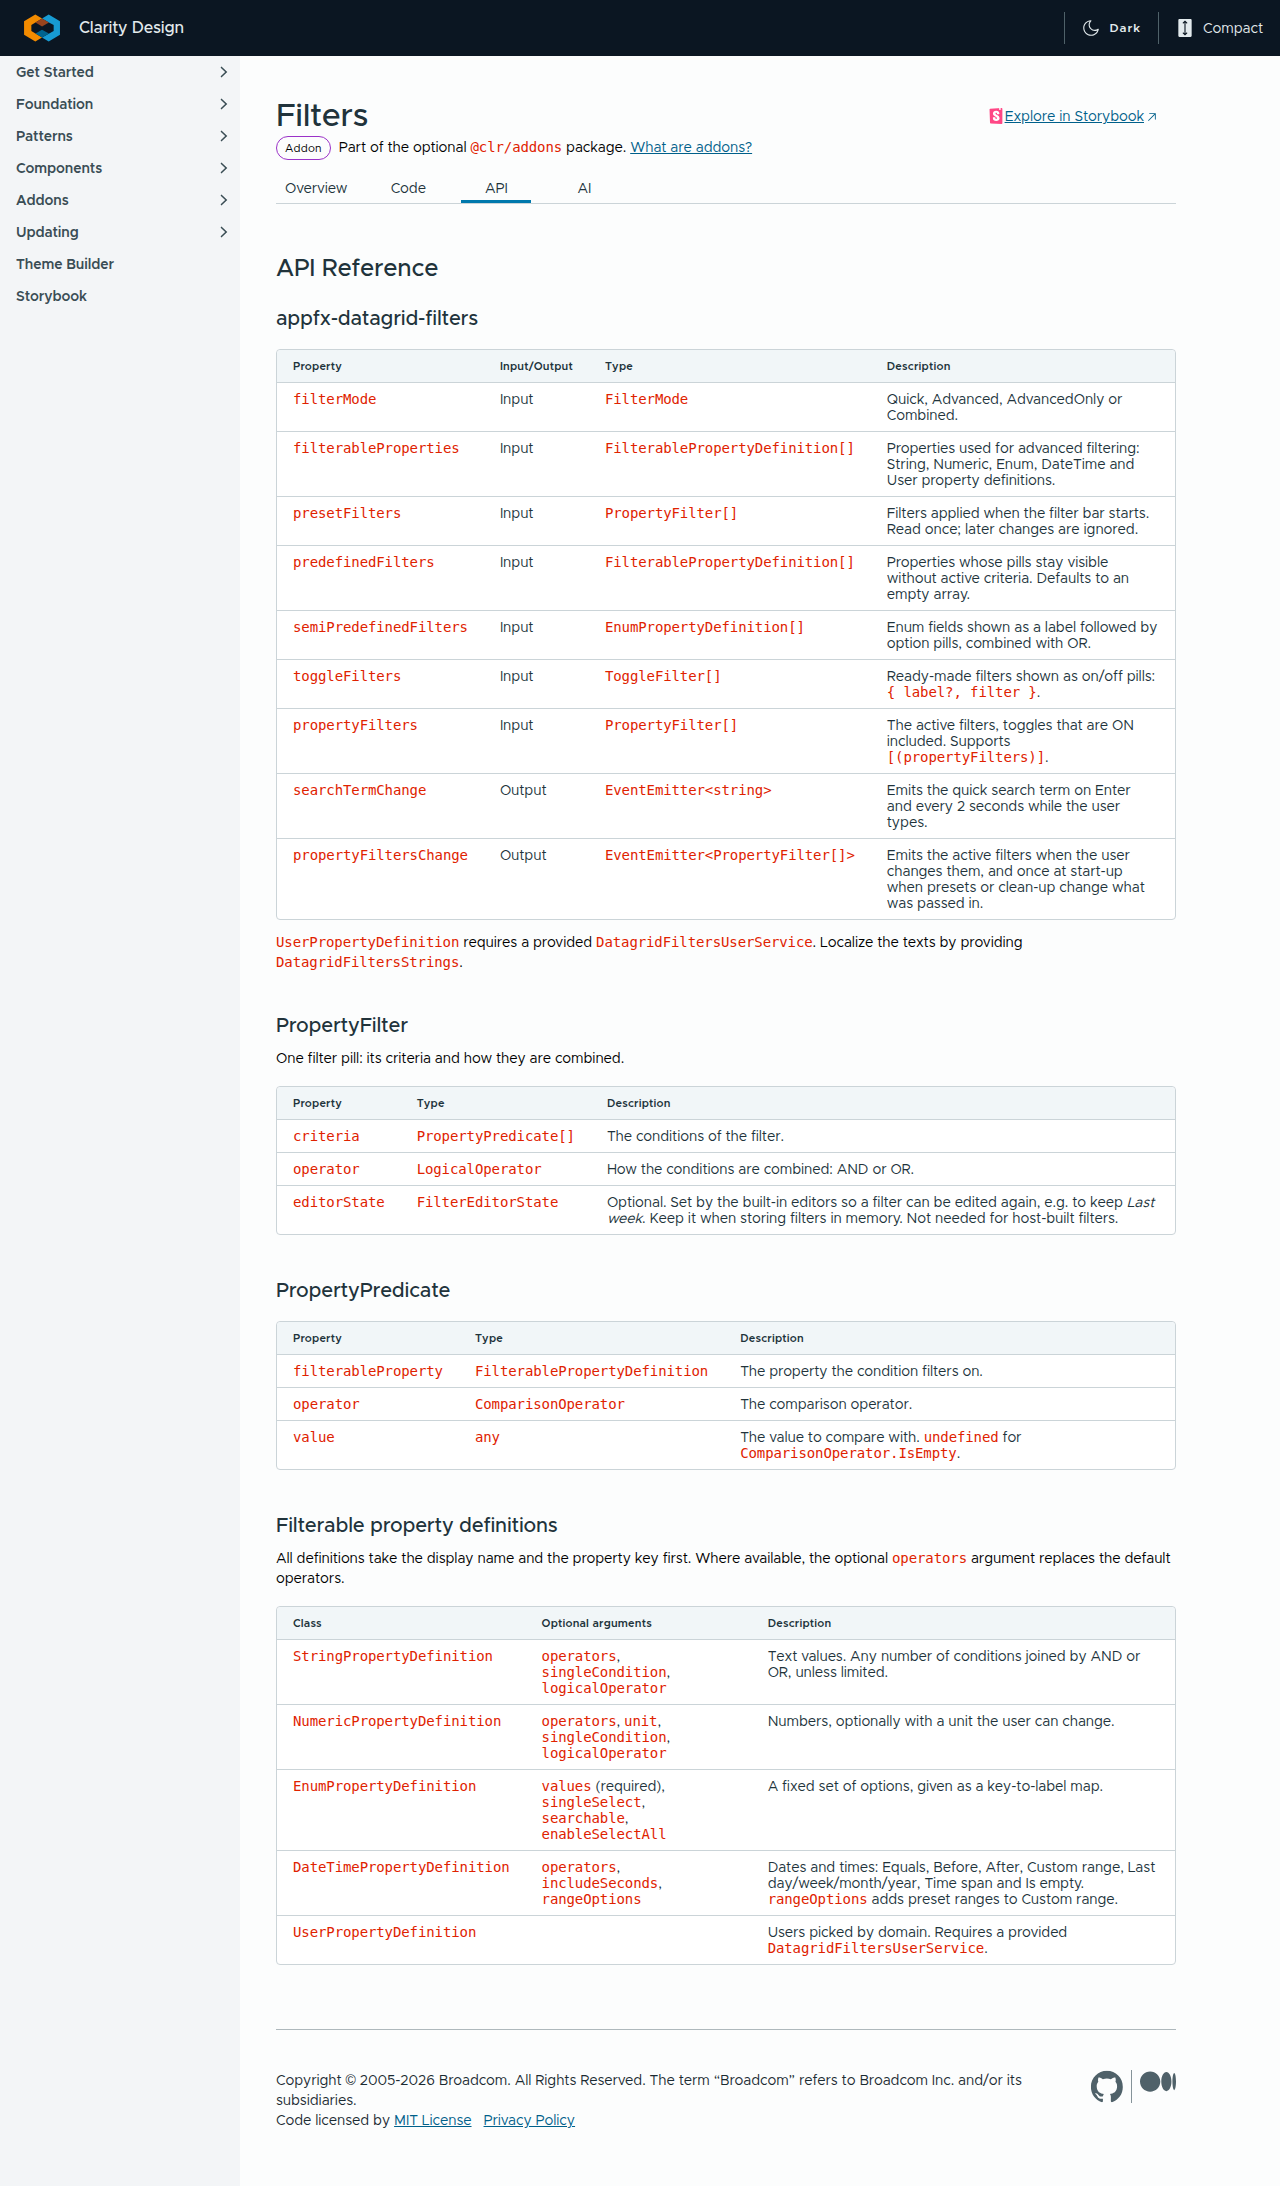 Clarity Design
Dark
Compact
Get Started
Foundation
Patterns
Components
Addons
Updating
Theme Builder
Storybook
Filters
Explore in Storybook
Addon Part of the optional @clr/addons package. What are addons?
Overview Code API AI
API Reference
appfx-datagrid-filters
Property Input/Output Type Description
filterMode Input FilterMode Quick, Advanced, AdvancedOnly or
Combined.
filterableProperties Input FilterablePropertyDefinition[] Properties used for advanced filtering:
String, Numeric, Enum, DateTime and
User property definitions.
presetFilters Input PropertyFilter[] Filters applied when the filter bar starts.
Read once; later changes are ignored.
predefinedFilters Input FilterablePropertyDefinition[] Properties whose pills stay visible
without active criteria. Defaults to an
empty array.
semiPredefinedFilters Input EnumPropertyDefinition[] Enum fields shown as a label followed by
option pills, combined with OR.
toggleFilters Input ToggleFilter[] Ready-made filters shown as on/off pills:
{ label?, filter }.
propertyFilters Input PropertyFilter[] The active filters, toggles that are ON
included. Supports
[(propertyFilters)].
searchTermChange Output EventEmitter<string> Emits the quick search term on Enter
and every 2 seconds while the user
types.
propertyFiltersChange Output EventEmitter<PropertyFilter[]> Emits the active filters when the user
changes them, and once at start-up
when presets or clean-up change what
was passed in.
UserPropertyDefinition requires a provided DatagridFiltersUserService. Localize the texts by providing
DatagridFiltersStrings.
PropertyFilter
One filter pill: its criteria and how they are combined.
Property Type Description
criteria PropertyPredicate[] The conditions of the filter.
operator LogicalOperator How the conditions are combined: AND or OR.
editorState FilterEditorState Optional. Set by the built-in editors so a filter can be edited again, e.g. to keep Last
week. Keep it when storing filters in memory. Not needed for host-built filters.
PropertyPredicate
Property Type Description
filterableProperty FilterablePropertyDefinition The property the condition filters on.
operator ComparisonOperator The comparison operator.
value any The value to compare with. undefined for
ComparisonOperator.IsEmpty.
Filterable property definitions
All definitions take the display name and the property key first. Where available, the optional operators argument replaces the default
operators.
Class Optional arguments Description
StringPropertyDefinition operators, Text values. Any number of conditions joined by AND or
singleCondition, OR, unless limited.
logicalOperator
NumericPropertyDefinition operators, unit, Numbers, optionally with a unit the user can change.
singleCondition,
logicalOperator
EnumPropertyDefinition values (required), A fixed set of options, given as a key-to-label map.
singleSelect,
searchable,
enableSelectAll
DateTimePropertyDefinition operators, Dates and times: Equals, Before, After, Custom range, Last
includeSeconds, day/week/month/year, Time span and Is empty.
rangeOptions rangeOptions adds preset ranges to Custom range.
UserPropertyDefinition Users picked by domain. Requires a provided
DatagridFiltersUserService.
Copyright © 2005-2026 Broadcom. All Rights Reserved. The term “Broadcom” refers to Broadcom Inc. and/or its
subsidiaries.
Code licensed by MIT License Privacy Policy